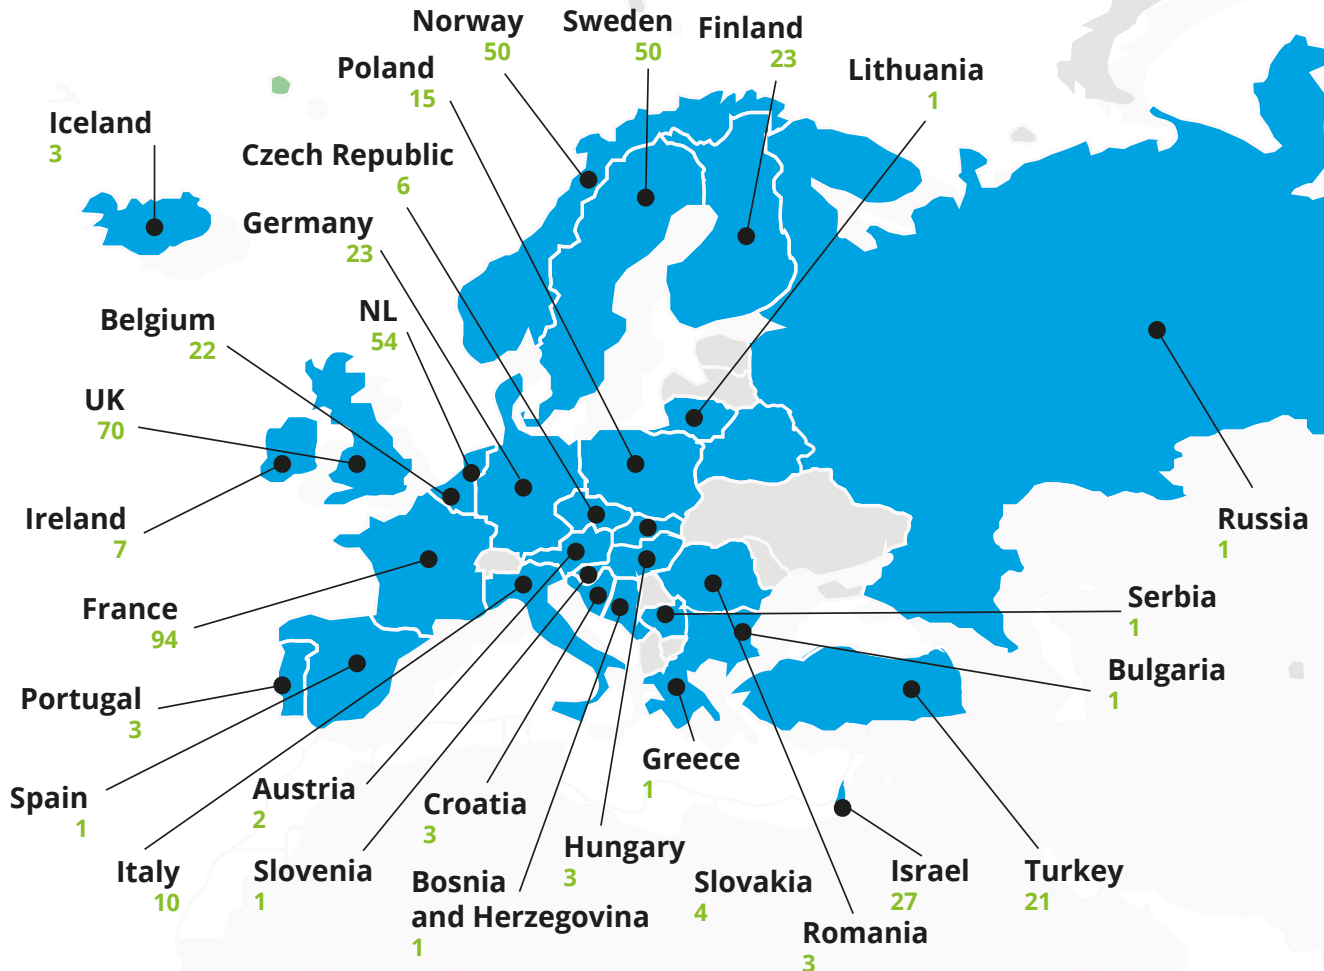 Norway
50
Sweden
50
Finland
23
Poland
15
Lithuania
1
Iceland
3
Czech Republic
6
Germany
23
NL
54
Belgium
22
UK
70
Ireland
7
Russia
1
France
94
Serbia
1
Bulgaria
1
Portugal
3
Greece
1
Spain
1
Austria
2
Croatia
3
Hungary
3
Italy
10
Slovenia
1
Bosnia
and Herzegovina
1
Slovakia
4
Israel
27
Turkey
21
Romania
3